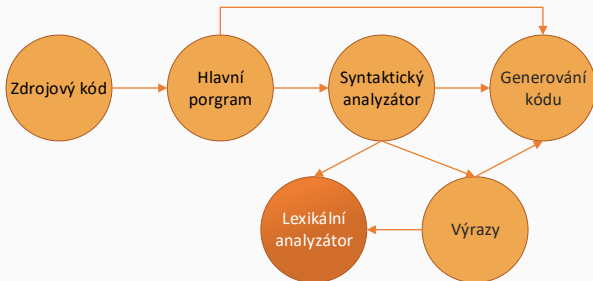 Zdrojový kód
Hlavní
porgram
Syntaktický
analyzátor
Generování
kódu
Lexikální
analyzátor
Výrazy